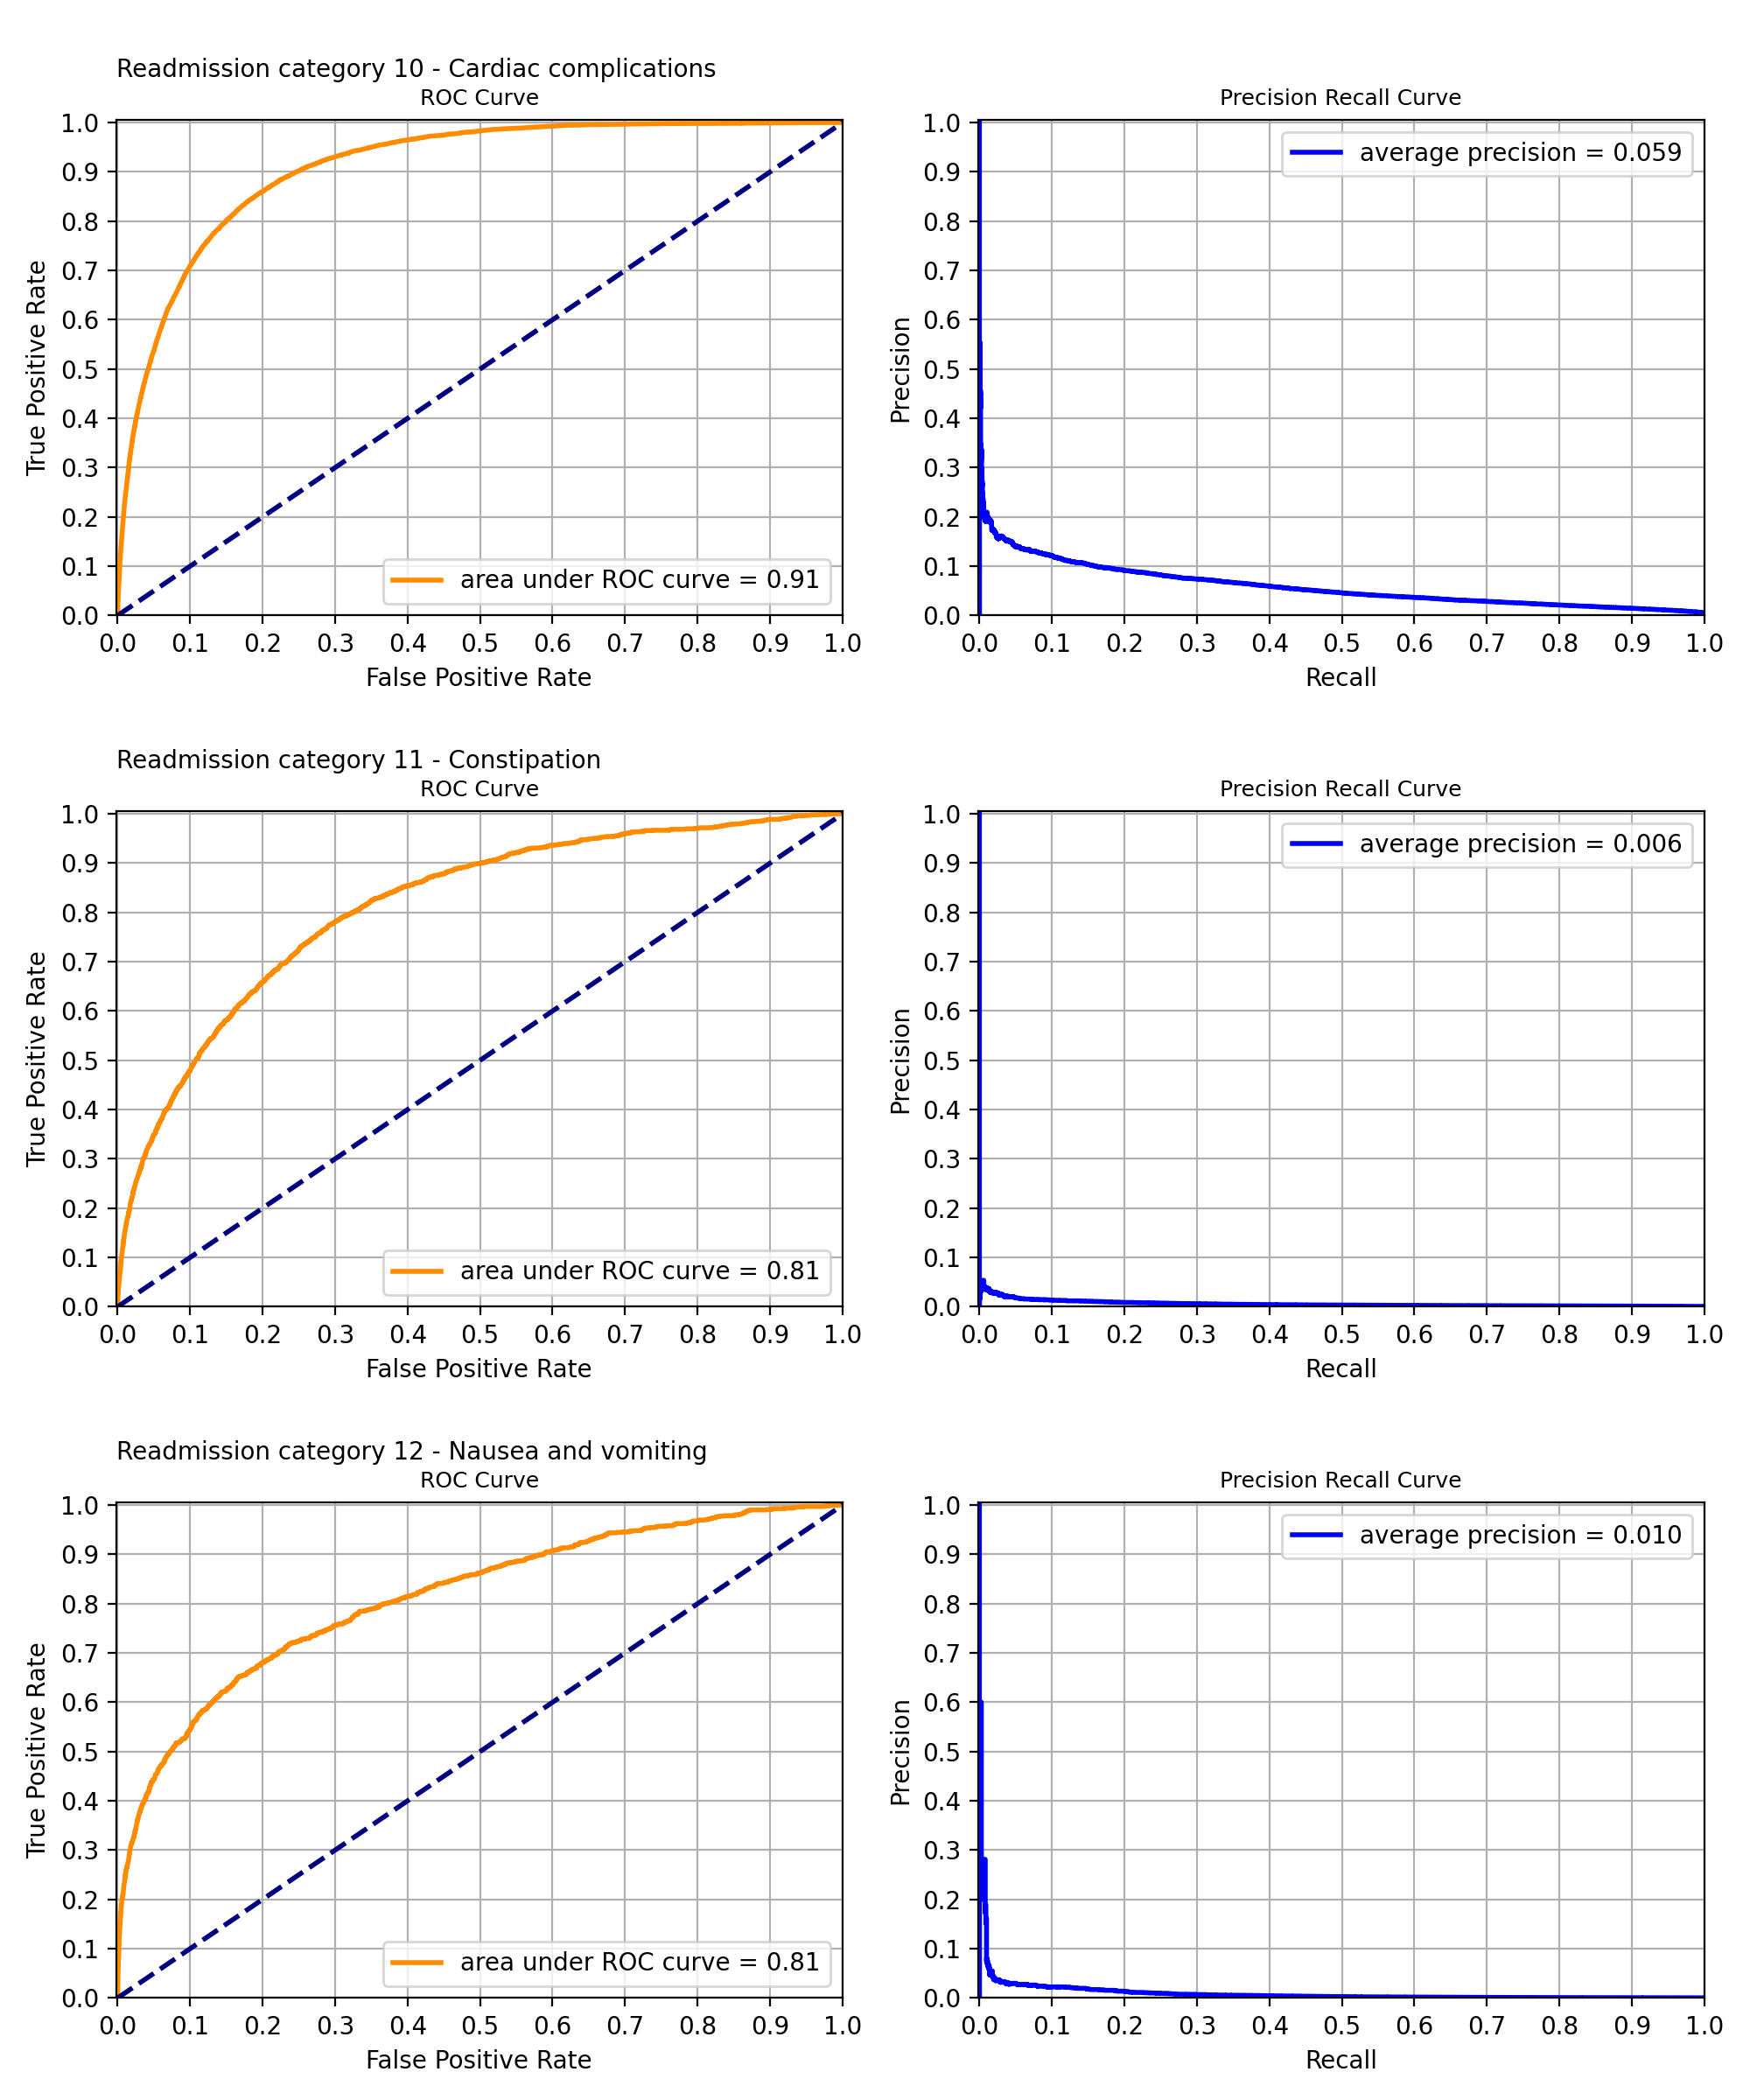 Readmission category 10 - Cardiac complications
ROC Curve
1.0
0.9
0.8
0.7
0.6
0.5
0.4
0.3
0.2
0.1
0.0
True Positive Rate
area under ROC curve = 0.91
0.0 0.1 0.2 0.3 0.4 0.5 0.6 0.7 0.8 0.9 1.0
False Positive Rate
Precision Recall Curve
1.0
0.9
0.8
0.7
0.6
0.5
0.4
0.3
0.2
0.1
0.0
Precision
average precision = 0.059
0.0 0.1 0.2 0.3 0.4 0.5 0.6 0.7 0.8 0.9 1.0
Recall
Readmission category 11 - Constipation
ROC Curve
1.0
0.9
0.8
0.7
0.6
0.5
0.4
0.3
0.2
0.1
0.0
True Positive Rate
area under ROC curve = 0.81
0.0 0.1 0.2 0.3 0.4 0.5 0.6 0.7 0.8 0.9 1.0
False Positive Rate
Precision Recall Curve
1.0
0.9
0.8
0.7
0.6
0.5
0.4
0.3
0.2
0.1
0.0
Precision
average precision = 0.006
0.0 0.1 0.2 0.3 0.4 0.5 0.6 0.7 0.8 0.9 1.0
Recall
Readmission category 12 - Nausea and vomiting
ROC Curve
1.0
0.9
0.8
0.7
0.6
0.5
0.4
0.3
0.2
0.1
0.0
True Positive Rate
area under ROC curve = 0.81
0.0 0.1 0.2 0.3 0.4 0.5 0.6 0.7 0.8 0.9 1.0
False Positive Rate
Precision Recall Curve
1.0
0.9
0.8
0.7
0.6
0.5
0.4
0.3
0.2
0.1
0.0
Precision
average precision = 0.010
0.0 0.1 0.2 0.3 0.4 0.5 0.6 0.7 0.8 0.9 1.0
Recall